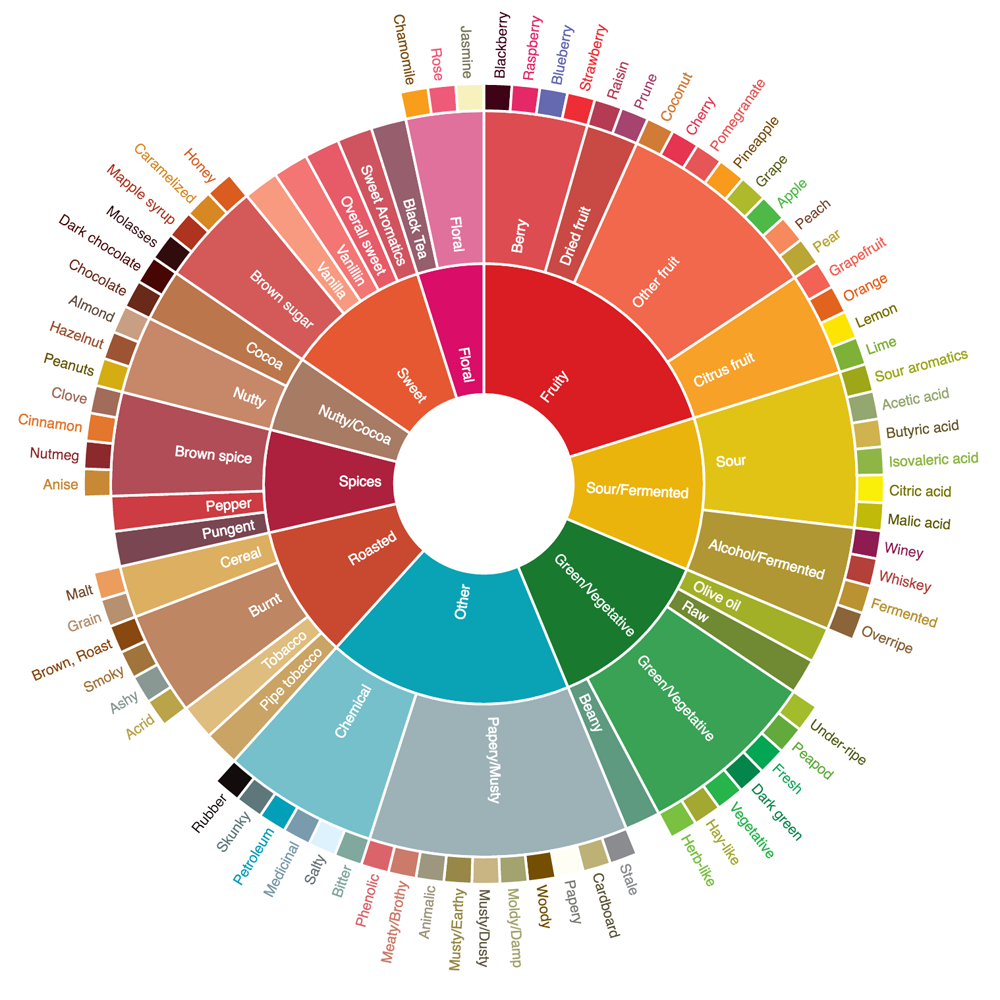 Fruity
Sour/Fermented
Green/Vegetative
Other
Roasted
Spices
Nutty/Cocoa
Sweet
Floral
Berry
Dried fruit
Other fruit
Citrus fruit
Sour
Alcohol/Fermented
Olive oil
Raw
Green/Vegetative
Beany
Papery/Musty
Chemical
Pipe tobacco
Tobacco
Burnt
Cereal
Pungent
Pepper
Brown spice
Nutty
Cocoa
Brown sugar
Vanilla
Vanillin
Overall sweet
Sweet Aromatics
Black Tea
Floral
Blackberry
Raspberry
Blueberry
Strawberry
Raisin
Prune
Coconut
Cherry
Pomegranate
Pineapple
Grape
Apple
Peach
Pear
Grapefruit
Orange
Lemon
Lime
Sour aromatics
Acetic acid
Butyric acid
Isovaleric acid
Citric acid
Malic acid
Winey
Whiskey
Fermented
Overripe
Under-ripe
Peapod
Fresh
Dark green
Vegetative
Hay-like
Herb-like
Stale
Cardboard
Papery
Woody
Moldy/Damp
Musty/Dusty
Musty/Earthy
Animalic
Meaty/Brothy
Phenolic
Bitter
Salty
Medicinal
Petroleum
Skunky
Rubber
Acrid
Ashy
Smoky
Brown, Roast
Grain
Malt
Anise
Nutmeg
Cinnamon
Clove
Peanuts
Hazelnut
Almond
Chocolate
Dark chocolate
Molasses
Mapple syrup
Caramelized
Honey
Chamomile
Rose
Jasmine